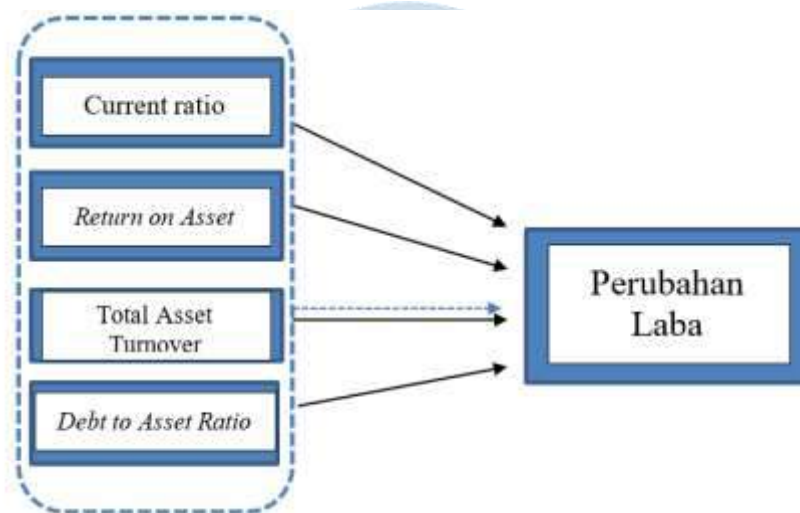 Current ratio
Return on Asset
Total Asset
Turnover
Debt to Asset Ratio
Perubahan
Laba